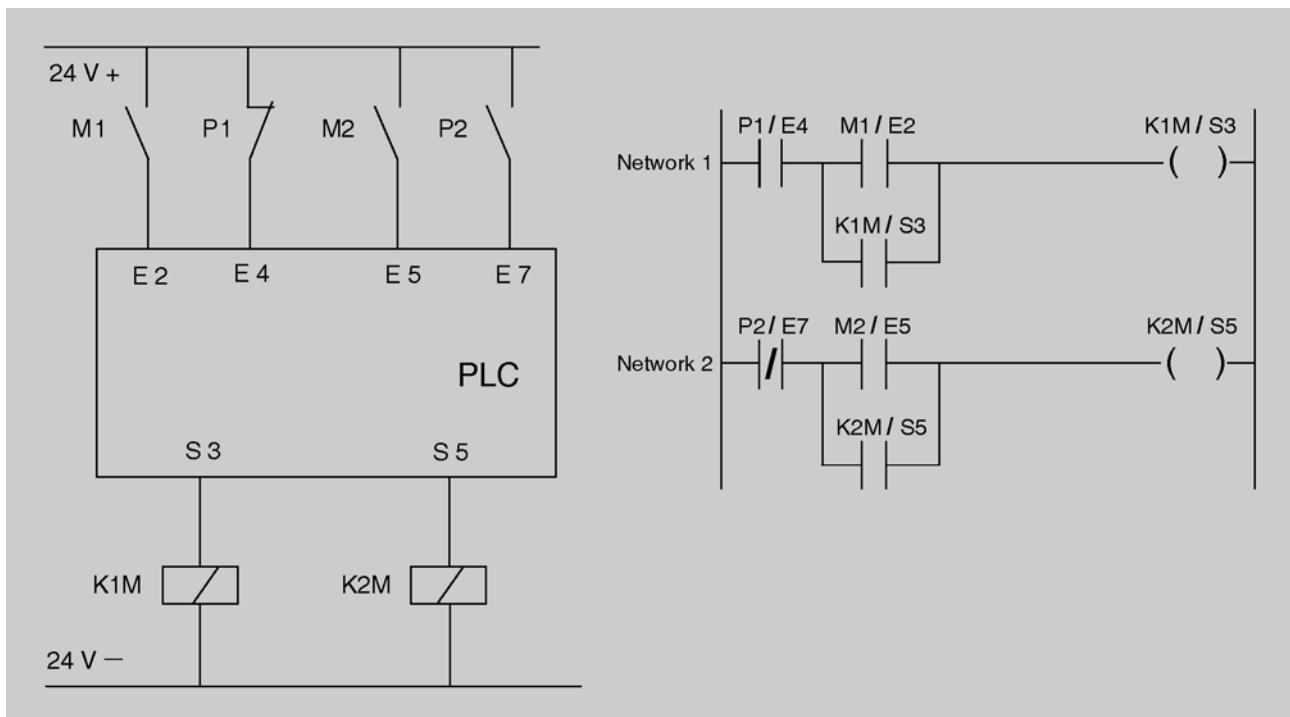 24 V +
M1 P1 M2 P2
E 2 E 4 E 5 E 7
PLC
S 3 S 5
K1M K2M
24 V –
P1 / E4 M1 / E2 K1M / S3
Network 1
K1M / S3
P2 / E7 M2 / E5 K2M / S5
Network 2
K2M / S5